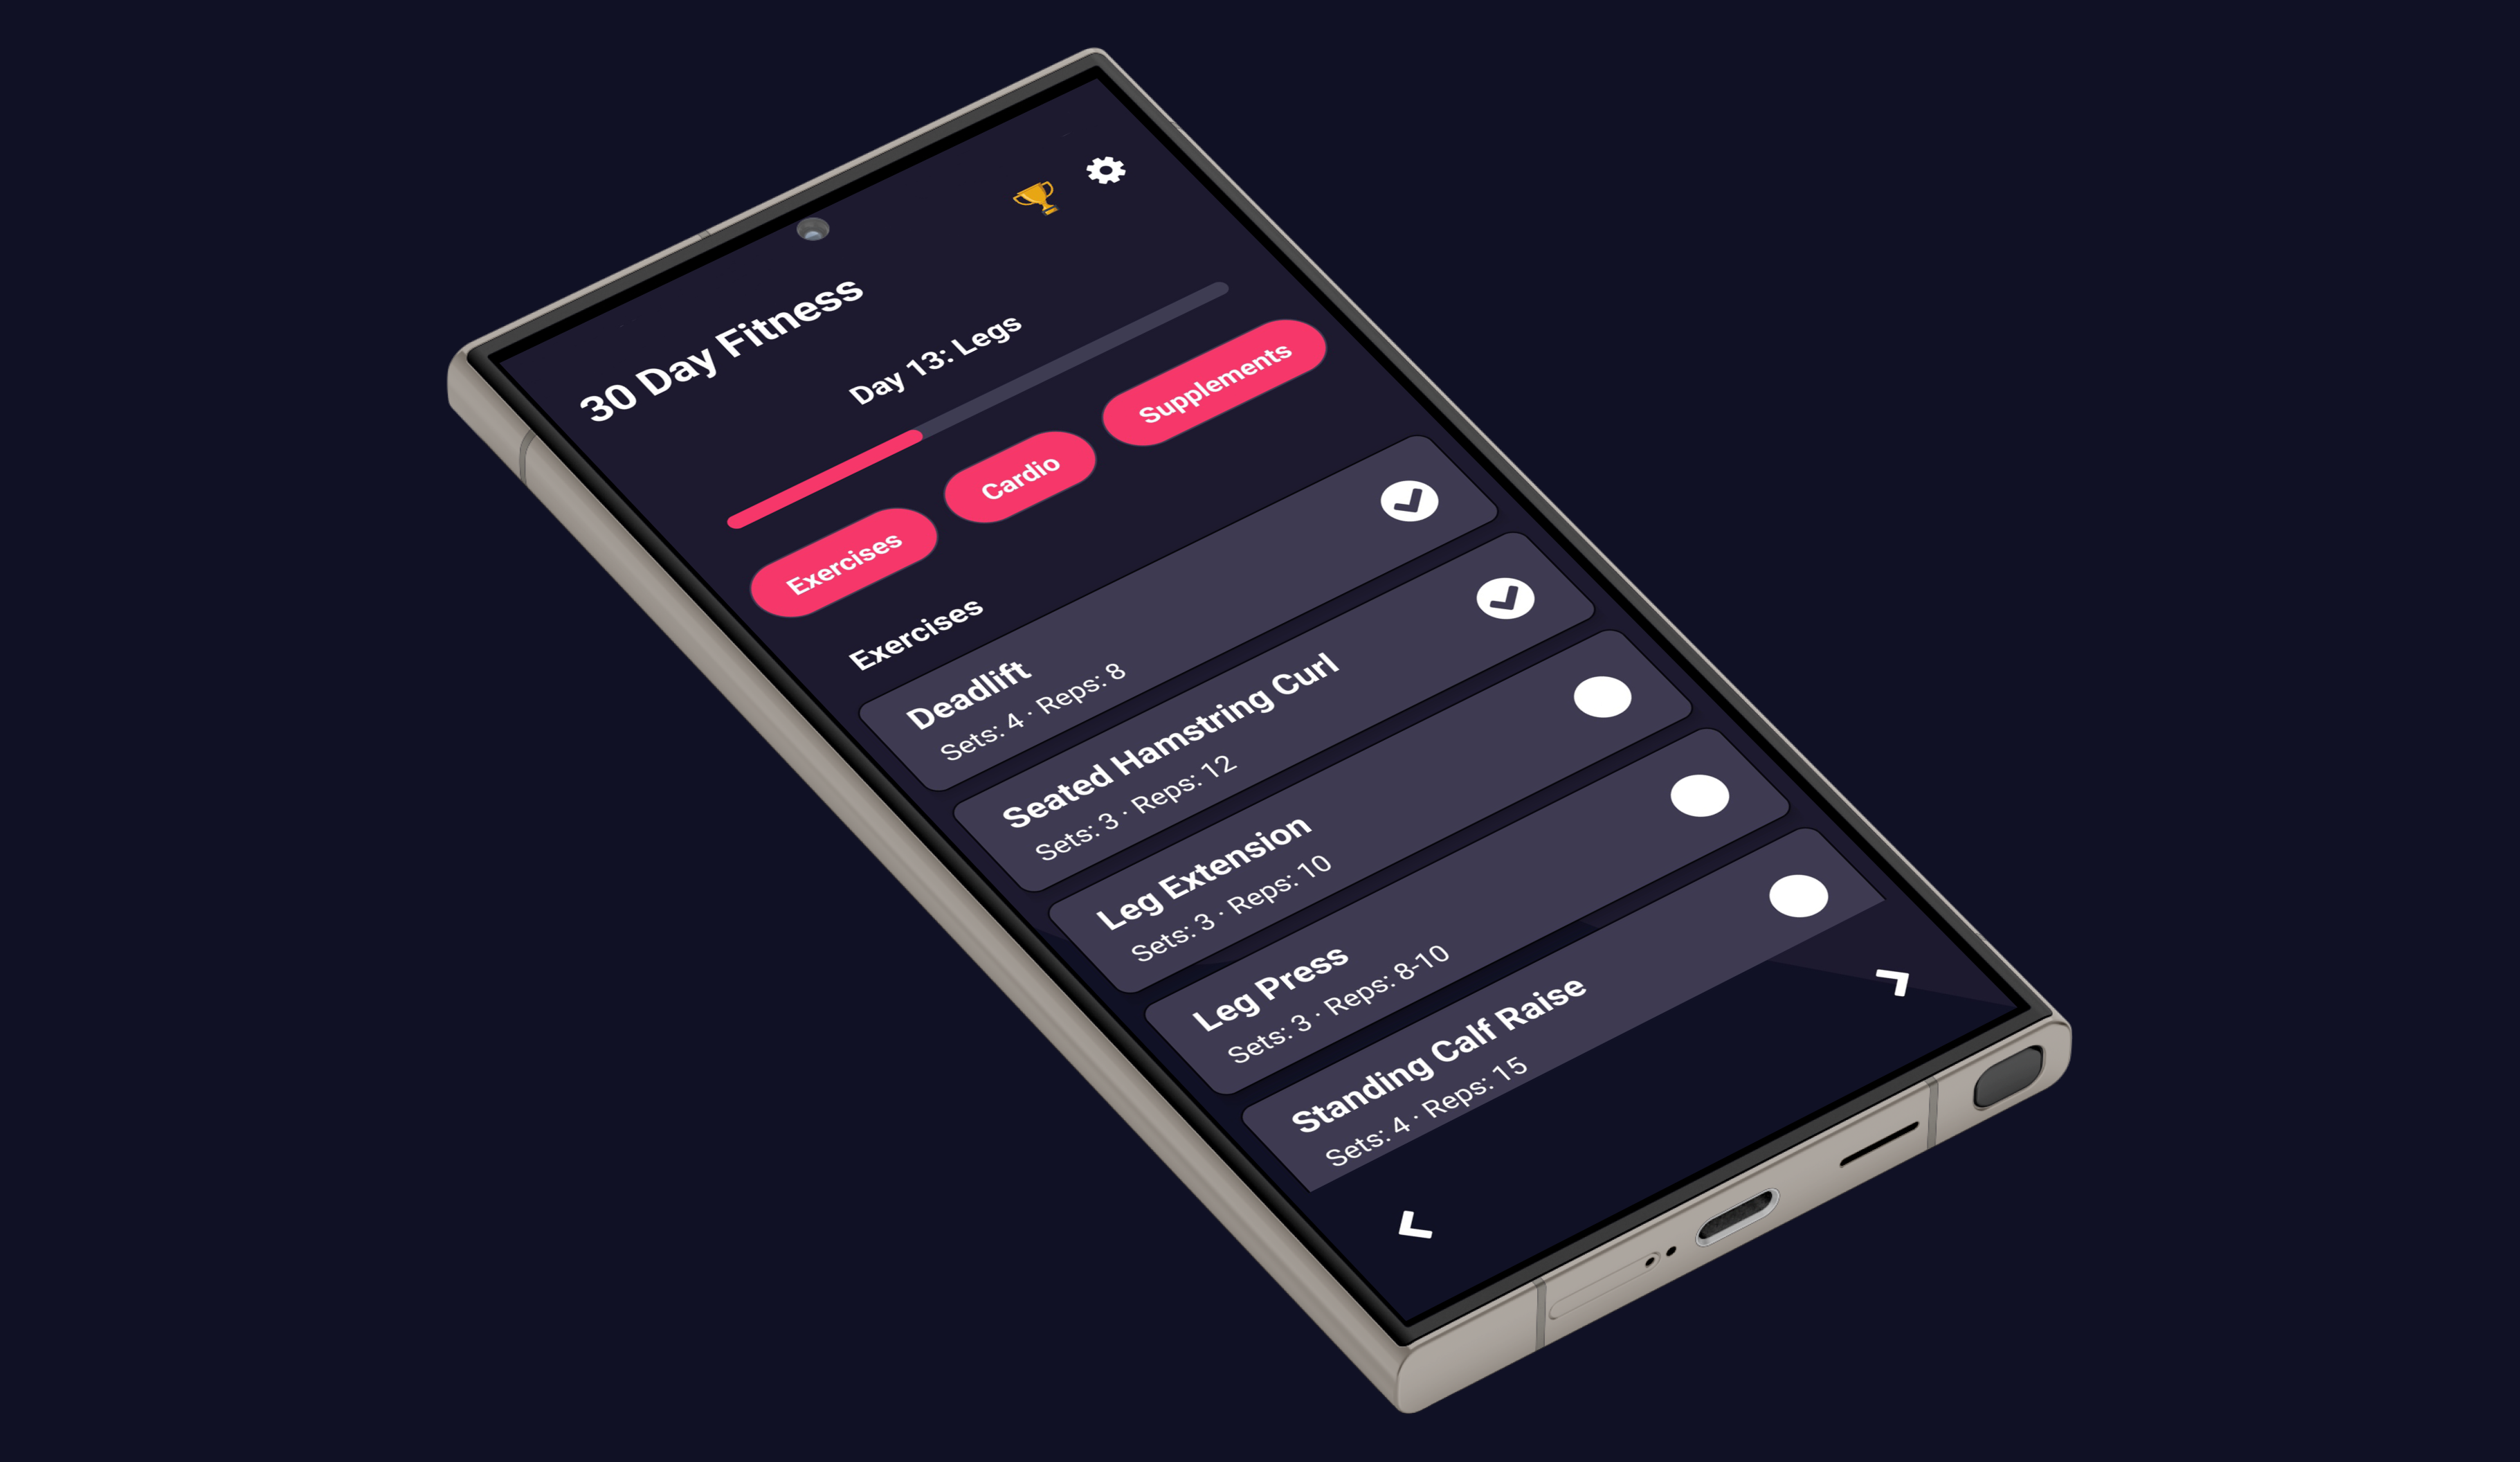 30 Day Fitness
Day 13: Legs
Exercises
Cardio
Supplements
Exercises
Deadlift
Sets: 4 · Reps: 8
Seated Hamstring Curl
Sets: 3 · Reps: 12
Leg Extension
Sets: 3 · Reps: 10
Leg Press
Sets: 3 · Reps: 8-10
Standing Calf Raise
Sets: 4 · Reps: 15